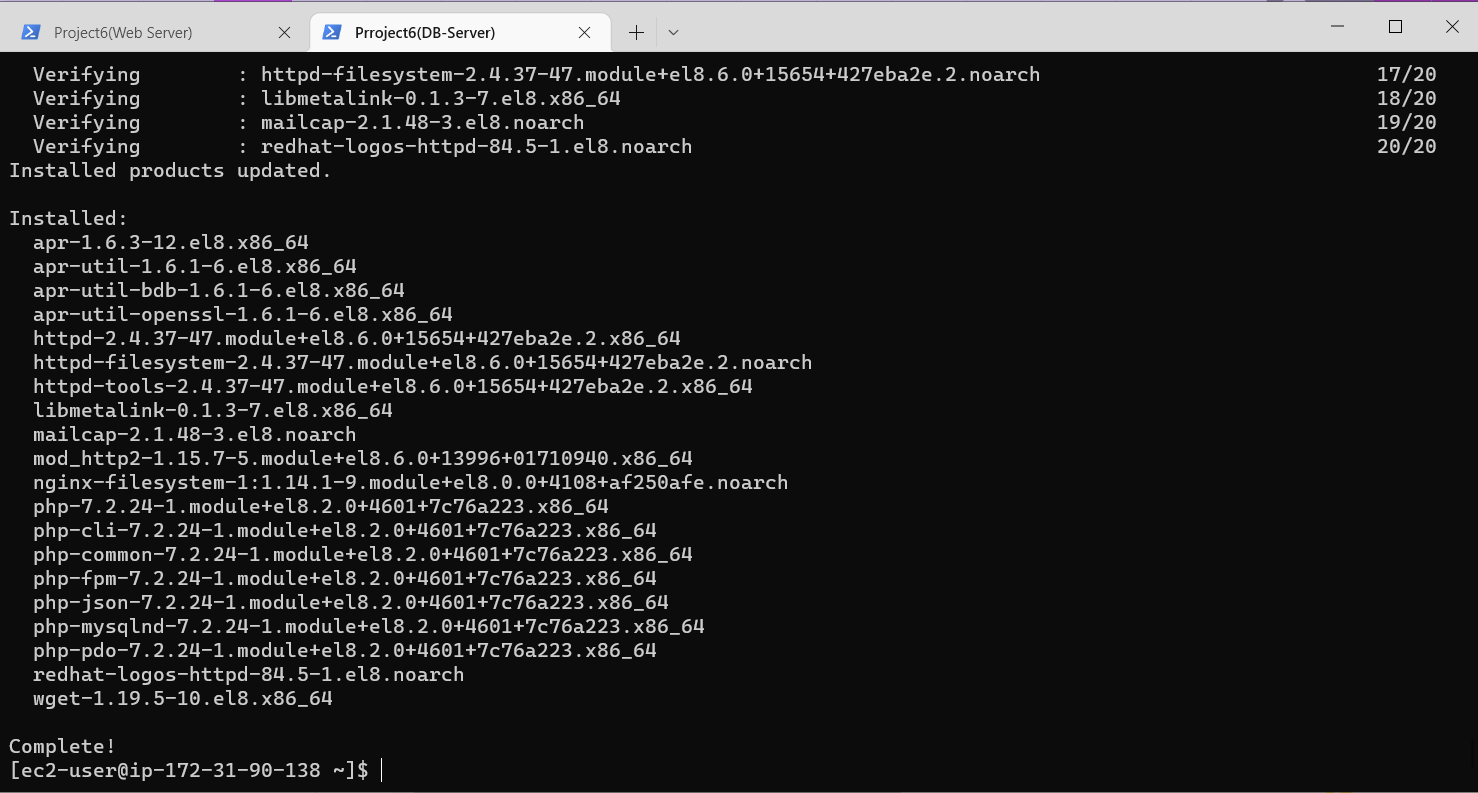 Project6(Web Server)
Prroject6(DB-Server)
Verifying : httpd-filesystem-2.4.37-47.module+el8.6.0+15654+427eba2e.2.noarch 17/20
Verifying : libmetalink-0.1.3-7.el8.x86_64 18/20
Verifying : mailcap-2.1.48-3.el8.noarch 19/20
Verifying : redhat-logos-httpd-84.5-1.el8.noarch 20/20
Installed products updated.
Installed:
apr-1.6.3-12.el8.x86_64
apr-util-1.6.1-6.el8.x86_64
apr-util-bdb-1.6.1-6.el8.x86_64
apr-util-openssl-1.6.1-6.el8.x86_64
httpd-2.4.37-47.module+el8.6.0+15654+427eba2e.2.x86_64
httpd-filesystem-2.4.37-47.module+el8.6.0+15654+427eba2e.2.noarch
httpd-tools-2.4.37-47.module+el8.6.0+15654+427eba2e.2.x86_64
libmetalink-0.1.3-7.el8.x86_64
mailcap-2.1.48-3.el8.noarch
mod_http2-1.15.7-5.module+el8.6.0+13996+01710940.x86_64
nginx-filesystem-1:1.14.1-9.module+el8.0.0+4108+af250afe.noarch
php-7.2.24-1.module+el8.2.0+4601+7c76a223.x86_64
php-cli-7.2.24-1.module+el8.2.0+4601+7c76a223.x86_64
php-common-7.2.24-1.module+el8.2.0+4601+7c76a223.x86_64
php-fpm-7.2.24-1.module+el8.2.0+4601+7c76a223.x86_64
php-json-7.2.24-1.module+el8.2.0+4601+7c76a223.x86_64
php-mysqlnd-7.2.24-1.module+el8.2.0+4601+7c76a223.x86_64
php-pdo-7.2.24-1.module+el8.2.0+4601+7c76a223.x86_64
redhat-logos-httpd-84.5-1.el8.noarch
wget-1.19.5-10.el8.x86_64
Complete!
[ec2-user@ip-172-31-90-138 ~]$